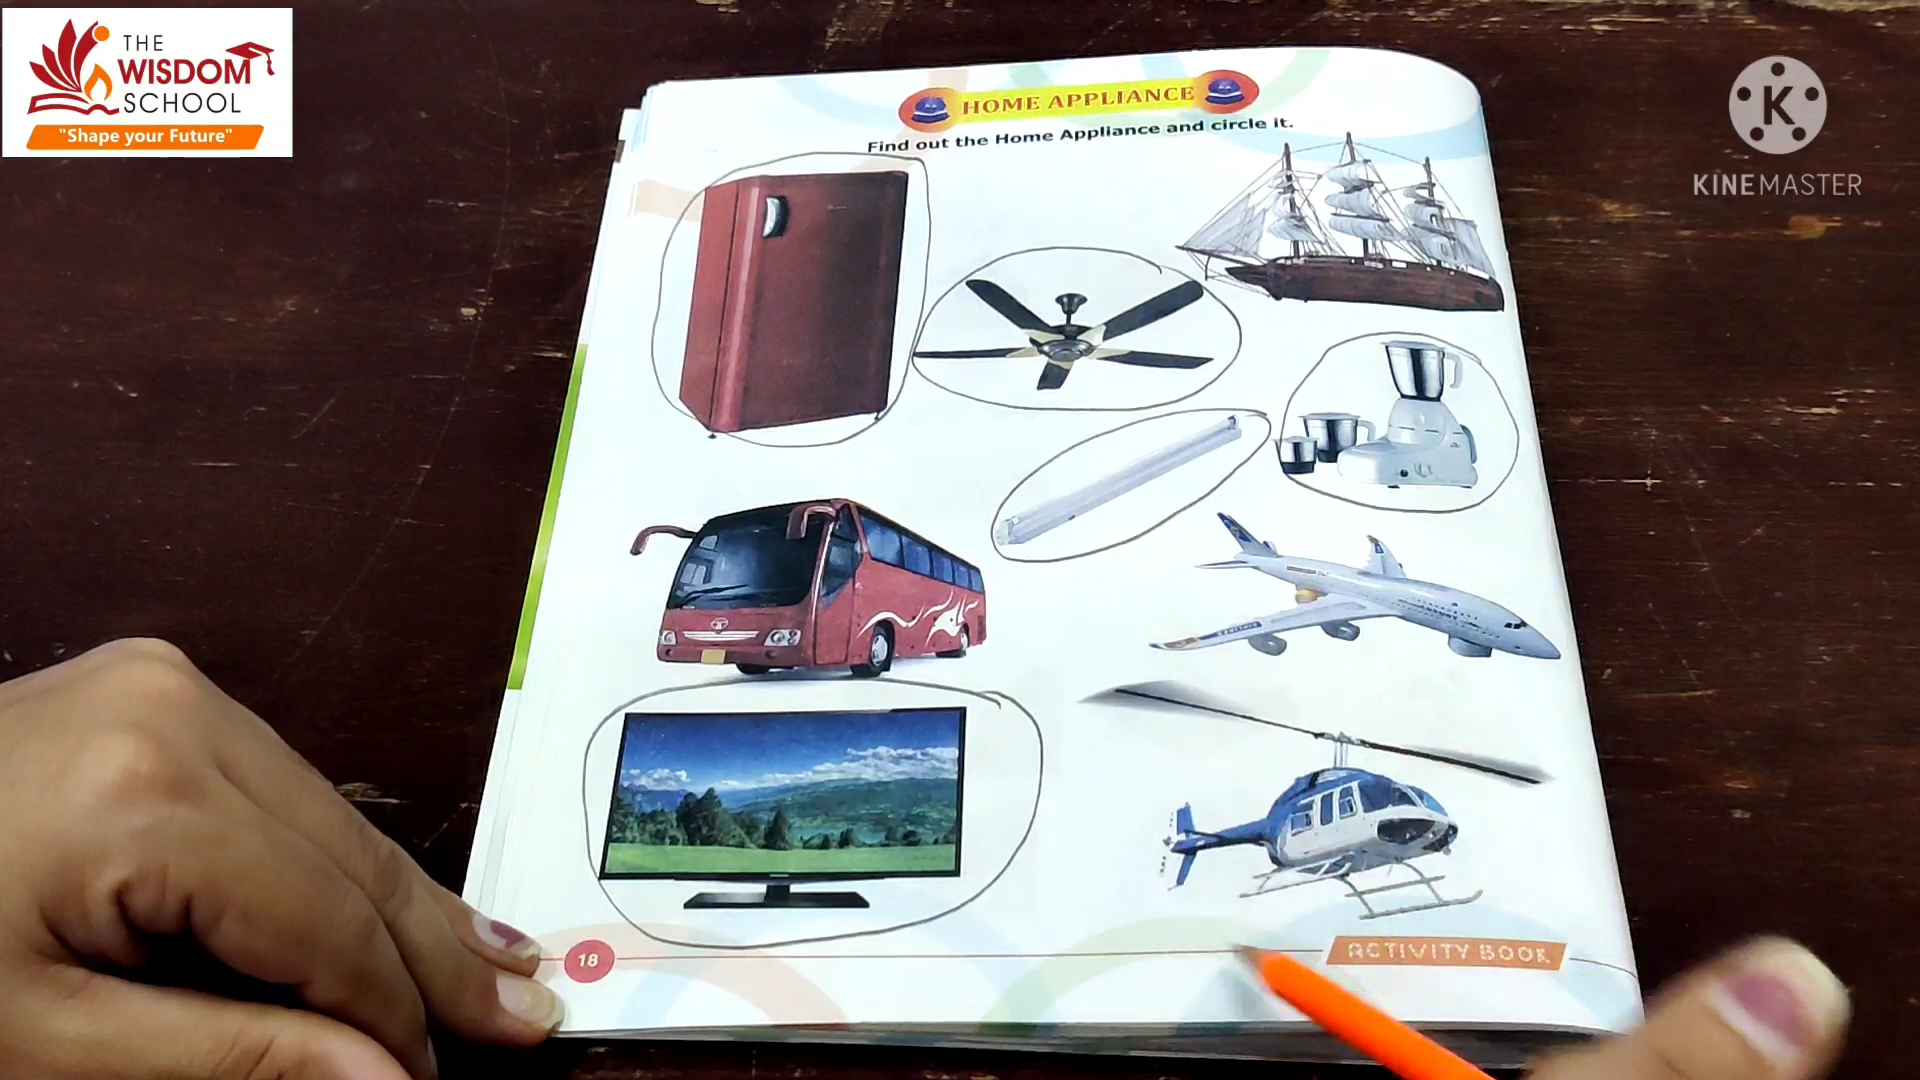 THE
WISDOM
SCHOOL
"Shape your Future"
K
KINEMASTER
HOME APPLIANCE
Find out the Home Appliance and circle it.
18
ACTIVITY BOOK